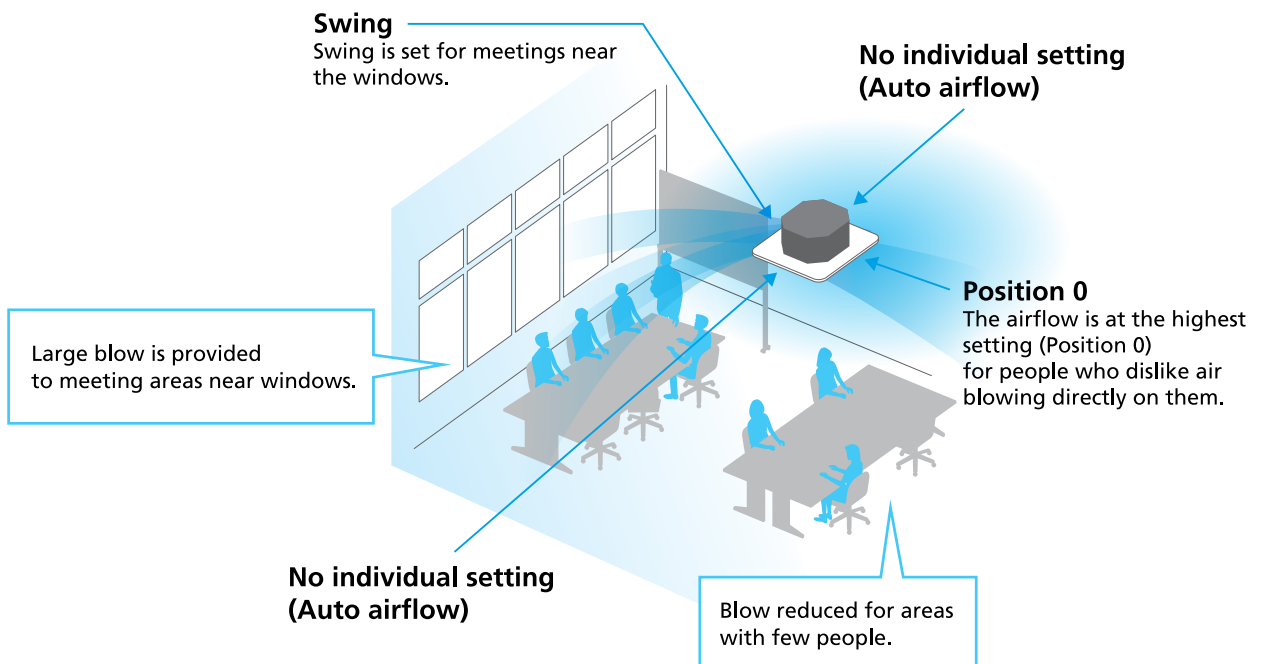 Swing
Swing is set for meetings near
the windows.
No individual setting
(Auto airflow)
Position 0
The airflow is at the highest
setting (Position 0)
for people who dislike air
blowing directly on them.
Large blow is provided
to meeting areas near windows.
No individual setting
(Auto airflow)
Blow reduced for areas
with few people.